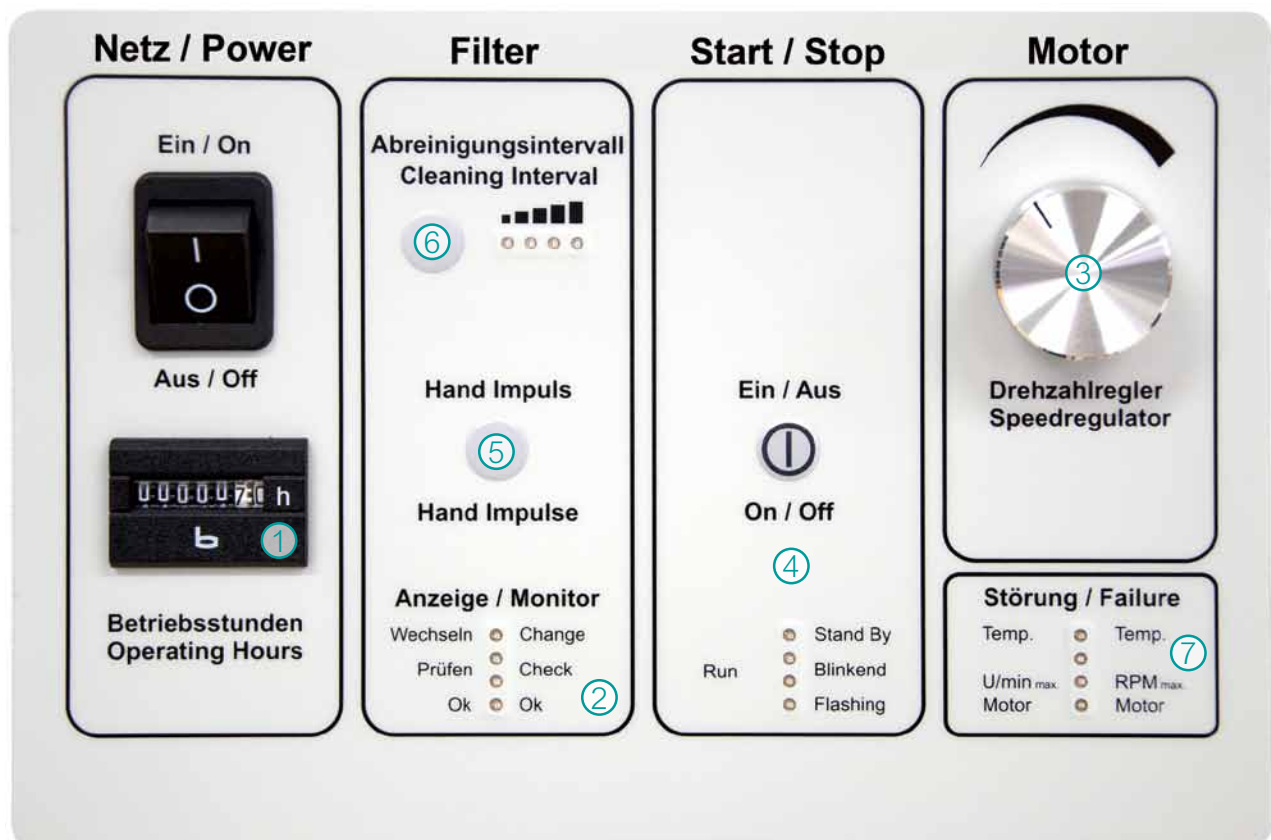 Netz / Power
Ein / On
I
O
Aus / Off
h
1
Betriebsstunden
Operating Hours
Filter
Abreinigungsintervall
Cleaning Interval
6
Hand Impuls
5
Hand Impulse
Anzeige / Monitor
Wechseln Change
Prüfen Check
Ok Ok
2
Start / Stop
Ein / Aus
On / Off
4
Stand By
Run Blinkend
Flashing
Motor
3
Drehzahlregler
Speedregulator
Störung / Failure
Temp. Temp.
7
U/min max. RPM max.
Motor Motor